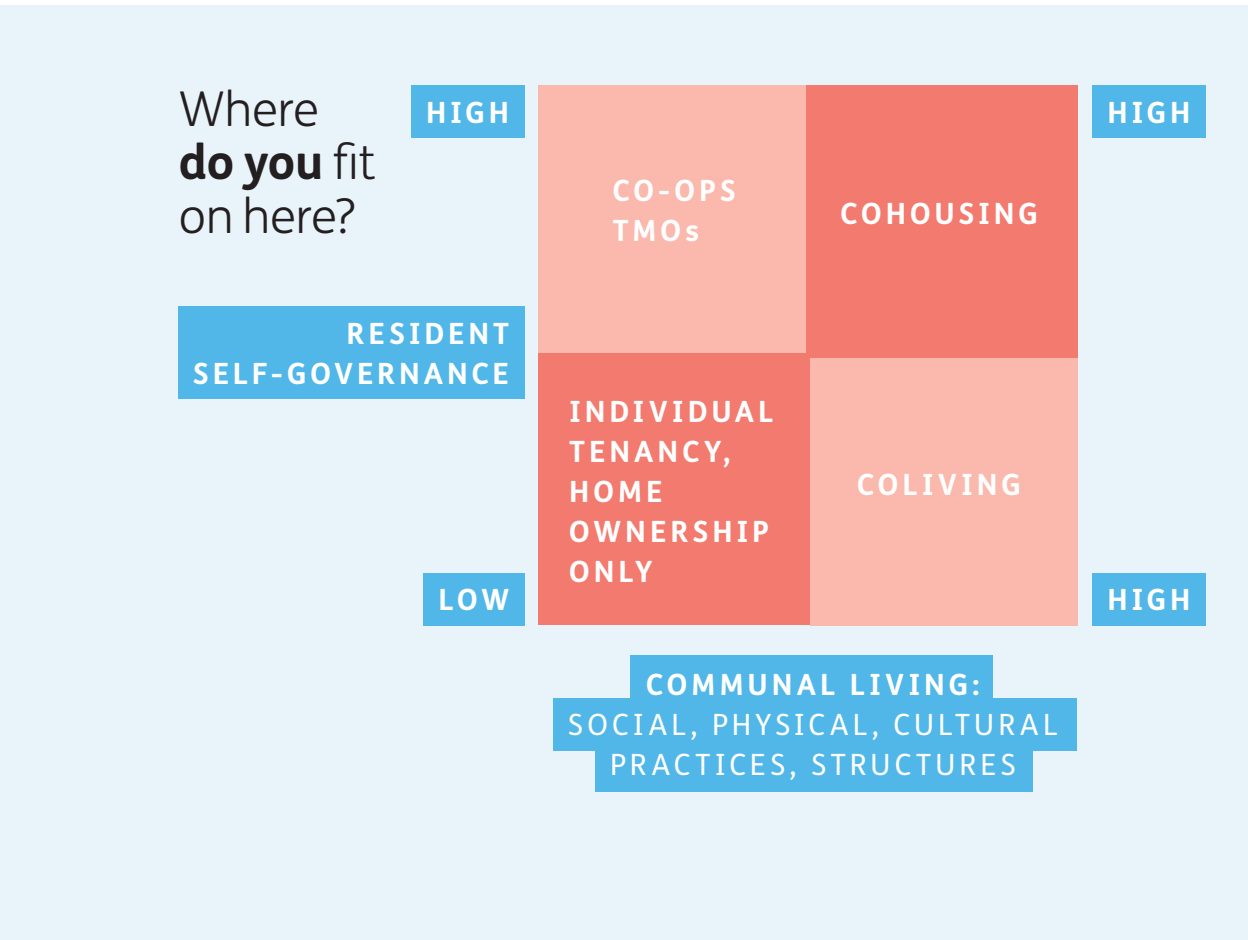 Where
do you fit
on here?
HIGH
HIGH
CO-OPS
TMOs
COHOUSING
RESIDENT
SELF-GOVERNANCE
INDIVIDUAL
TENANCY,
HOME
OWNERSHIP
ONLY
COLIVING
LOW
HIGH
COMMUNAL LIVING:
SOCIAL, PHYSICAL, CULTURAL
PRACTICES, STRUCTURES